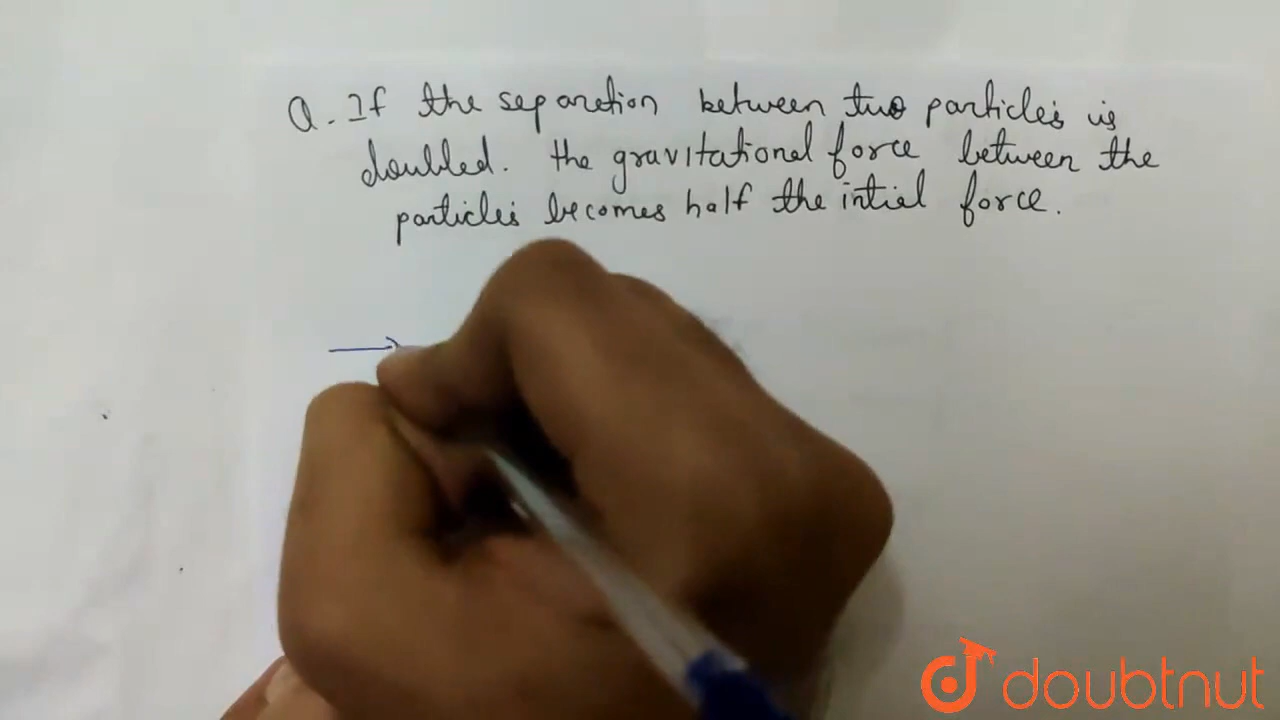 Q. If the separetion between two particles is
doubled. the gravitational force between the
particles becomes half the intial force.
doubtnut